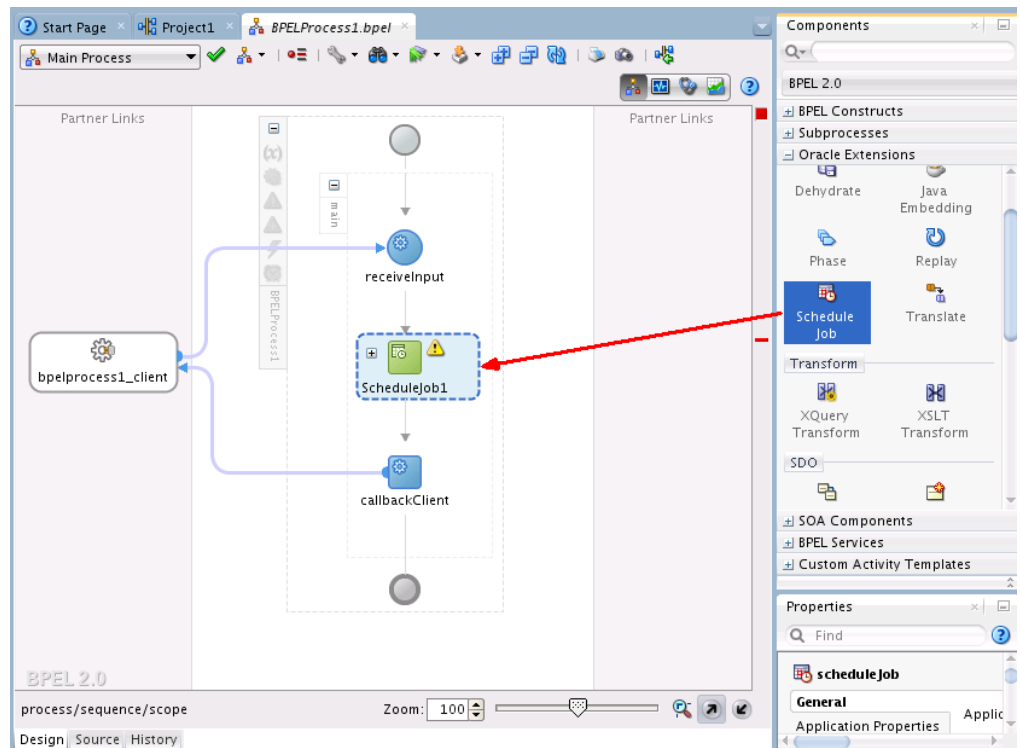 Start Page
Project1
BPELProcess1.bpel
Main Process
Partner Links
Partner Links
main
BPELProcess1
receiveInput
bpelprocess1_client
ScheduleJob1
callbackClient
BPEL 2.0
process/sequence/scope
Zoom: 100
Design Source History
Components
BPEL 2.0
BPEL Constructs
Subprocesses
Oracle Extensions
Dehydrate
Java
Embedding
Phase
Replay
Schedule
Job
Translate
Transform
XQuery
Transform
XSLT
Transform
SDO
SOA Components
BPEL Services
Custom Activity Templates
Properties
Find
scheduleJob
General
Application Properties
Applic